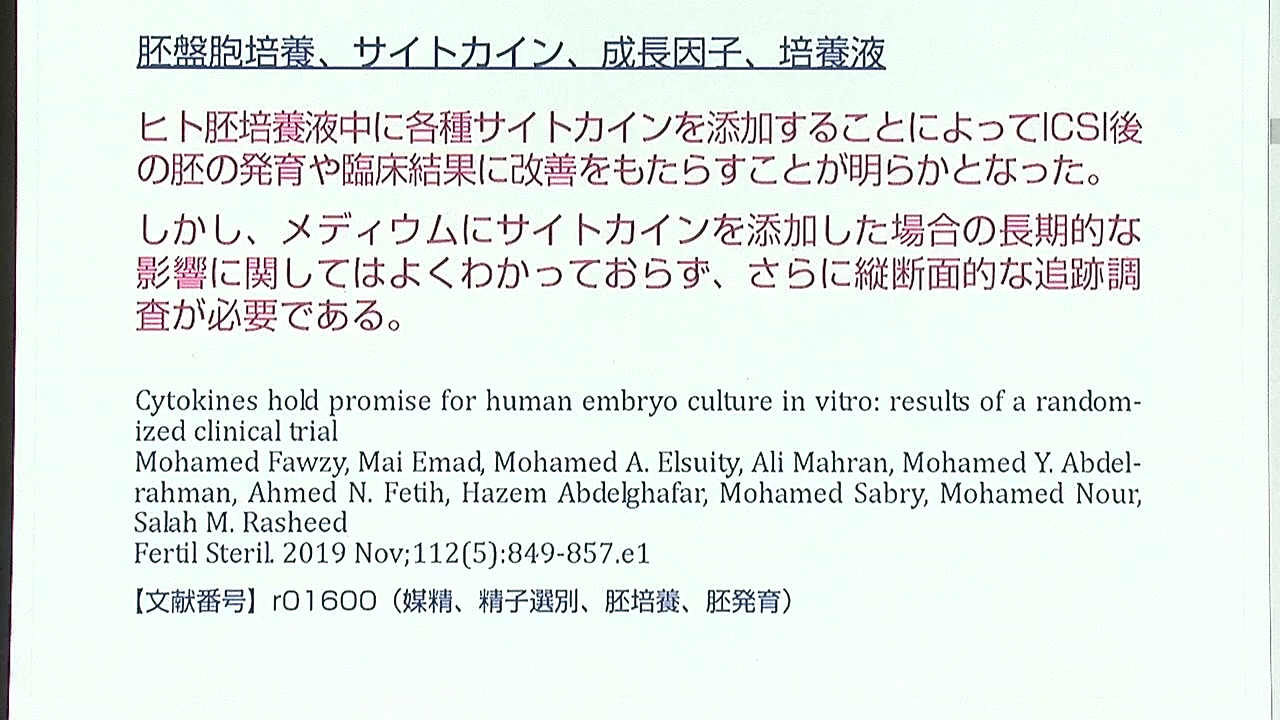 胚盤胞培養、サイトカイン、成長因子、培養液
ヒト胚培養液中に各種サイトカインを添加することによってICSI後
の胚の発育や臨床結果に改善をもたらすことが明らかとなった。
しかし、メディウムにサイトカインを添加した場合の長期的な
影響に関してはよくわかっておらず、さらに縦断面的な追跡調
査が必要である。
Cytokines hold promise for human embryo culture in vitro: results of a random-
ized clinical trial
Mohamed Fawzy, Mai Emad, Mohamed A. Elsuity, Ali Mahran, Mohamed Y. Abdel-
rahman, Ahmed N. Fetih, Hazem Abdelghafar, Mohamed Sabry, Mohamed Nour,
Salah M. Rasheed
Fertil Steril. 2019 Nov;112(5):849-857.e1
【文献番号】r01600（媒精、精子選別、胚培養、胚発育）